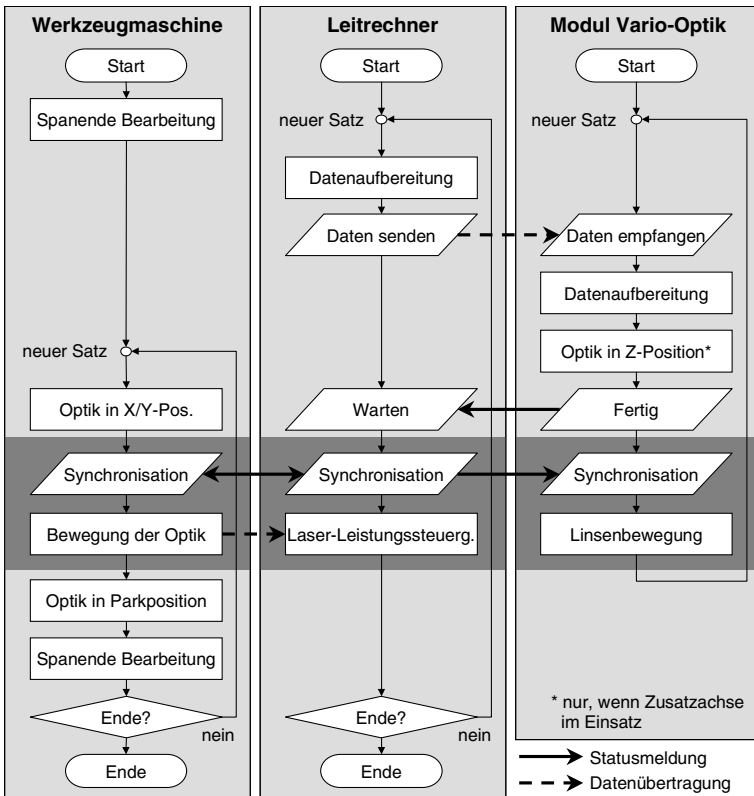 Werkzeugmaschine
Start
Spanende Bearbeitung
neuer Satz
Optik in X/Y-Pos.
Synchronisation
Bewegung der Optik
Optik in Parkposition
Spanende Bearbeitung
Ende?
nein
Ende
Leitrechner
Start
neuer Satz
Datenaufbereitung
Daten senden
Warten
Synchronisation
Laser-Leistungssteuerg.
Ende?
nein
Ende
Modul Vario-Optik
Start
neuer Satz
Daten empfangen
Datenaufbereitung
Optik in Z-Position*
Fertig
Synchronisation
Linsenbewegung
* nur, wenn Zusatzachse
im Einsatz
Statusmeldung
Datenübertragung